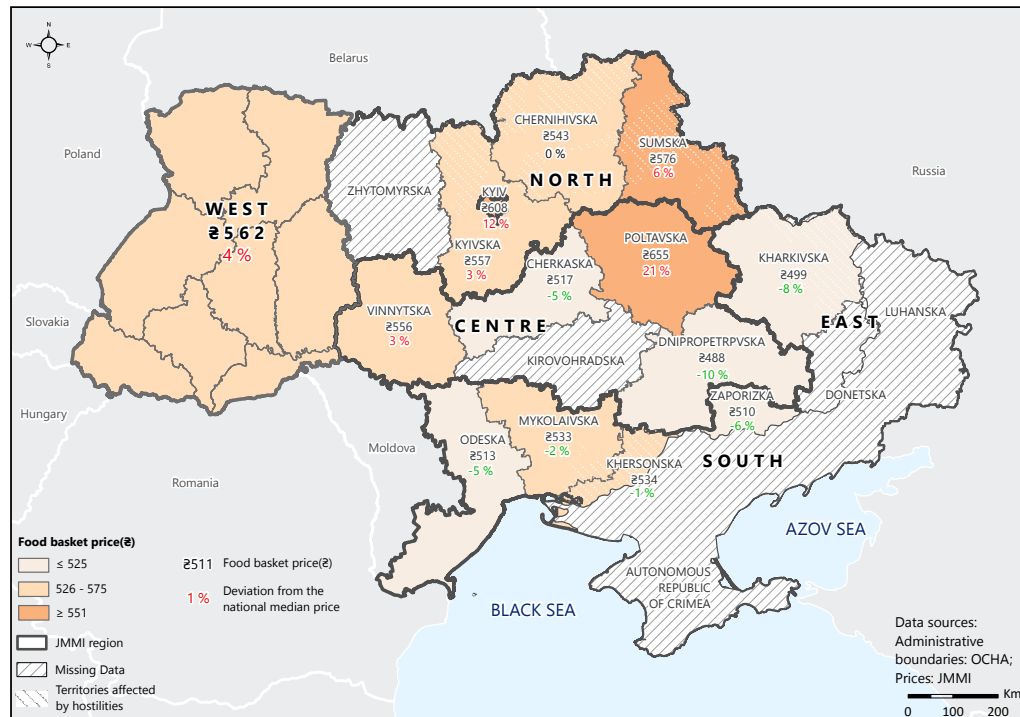 N
W
E
S
Belarus
Poland
Russia
Slovakia
Hungary
Romania
Moldova
WEST
₴562
4 %
ZHYTOMYRSKA
CHERNIHIVSKA
₴543
0 %
NORTH
SUMSKA
₴576
6 %
KYIV
₴608
12 %
KYIVSKA
₴557
3 %
CHERKASKA
₴517
-5 %
POLTAVSKA
₴655
21 %
KHARKIVSKA
₴499
-8 %
EAST
LUHANSKA
VINNYTSKA
₴556
3 %
CENTRE
KIROVOHRADSKA
DNIPROPETRPVSKA
₴488
-10 %
DONETSKA
ZAPORIZKA
₴510
-6 %
ODESKA
₴513
-5 %
MYKOLAIVSKA
₴533
-2 %
KHERSONSKA
₴534
-1 %
SOUTH
AZOV SEA
BLACK SEA
AUTONOMOUS
REPUBLIC
OF CRIMEA
Food basket price(₴)
≤ 525
526 - 575
≥ 551
JMMI region
Missing Data
Territories affected
by hostilities
₴511 Food basket price(₴)
1 % Deviation from the
national median price
Data sources:
Administrative
boundaries: OCHA;
Prices: JMMI
Km
0 100 200